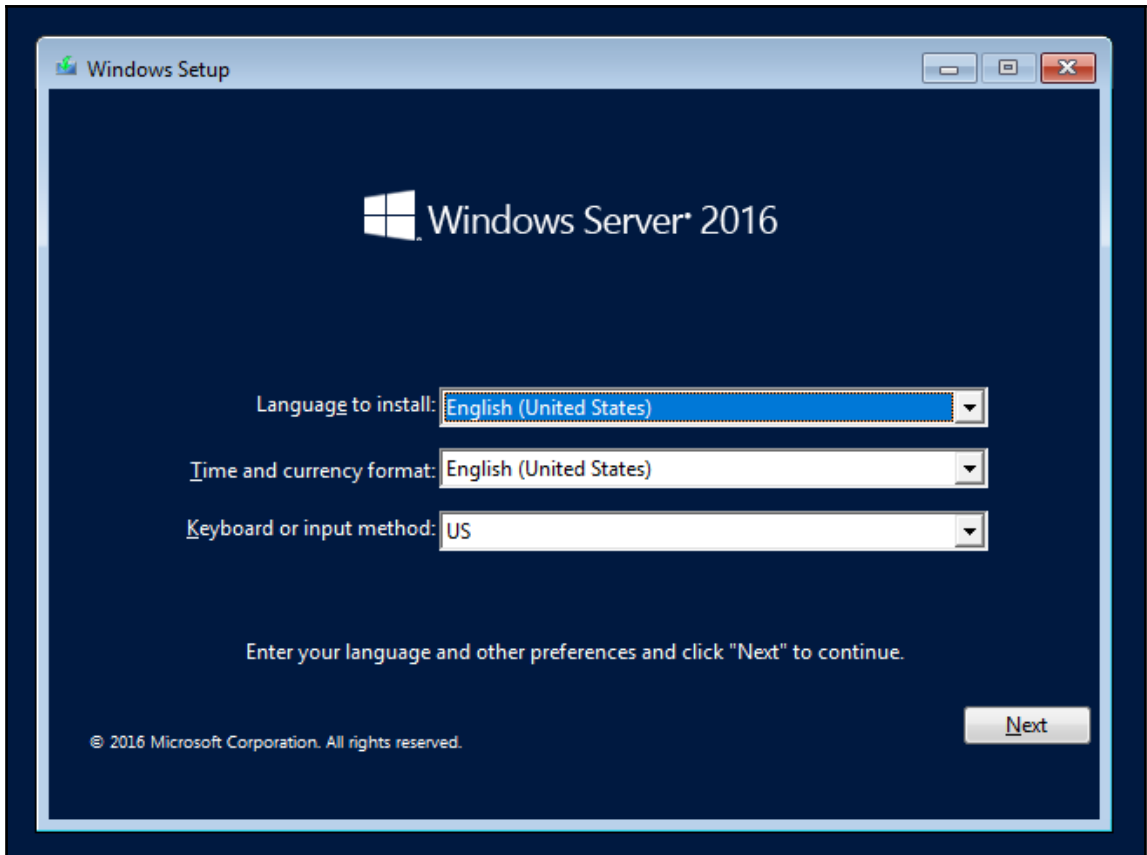 Windows Setup
Windows Server 2016
Language to install: English (United States)
Time and currency format: English (United States)
Keyboard or input method: US
Enter your language and other preferences and click "Next" to continue.
Next
© 2016 Microsoft Corporation. All rights reserved.